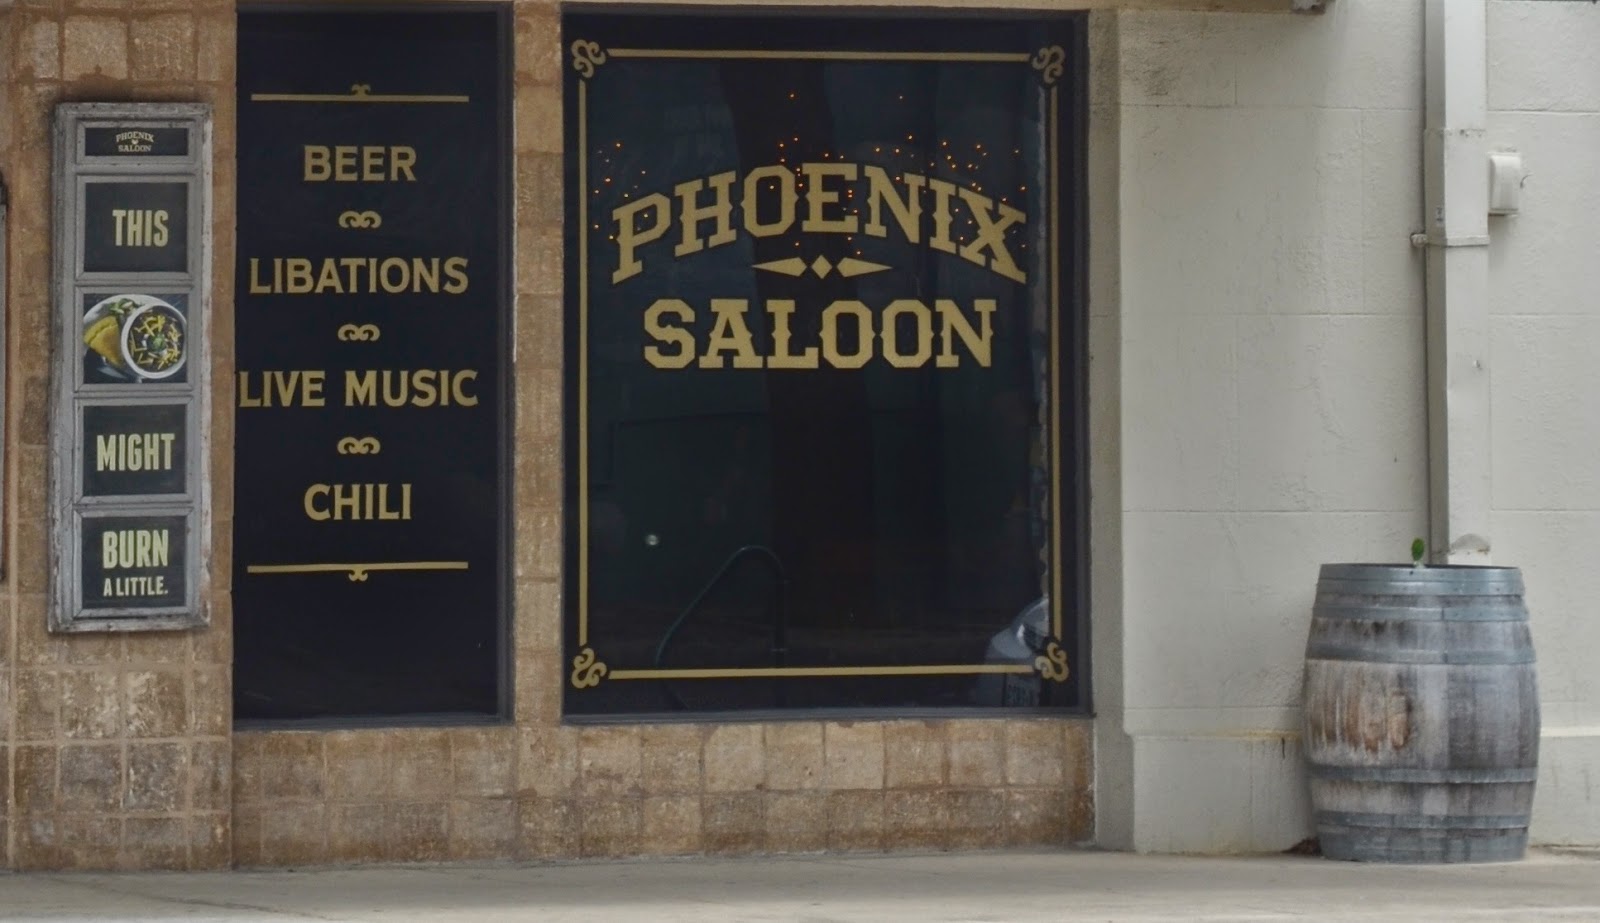 PHOENIX
SALOON
THIS
MIGHT
BURN
A LITTLE.
BEER
LIBATIONS
LIVE MUSIC
CHILI
PHOENIX
SALOON